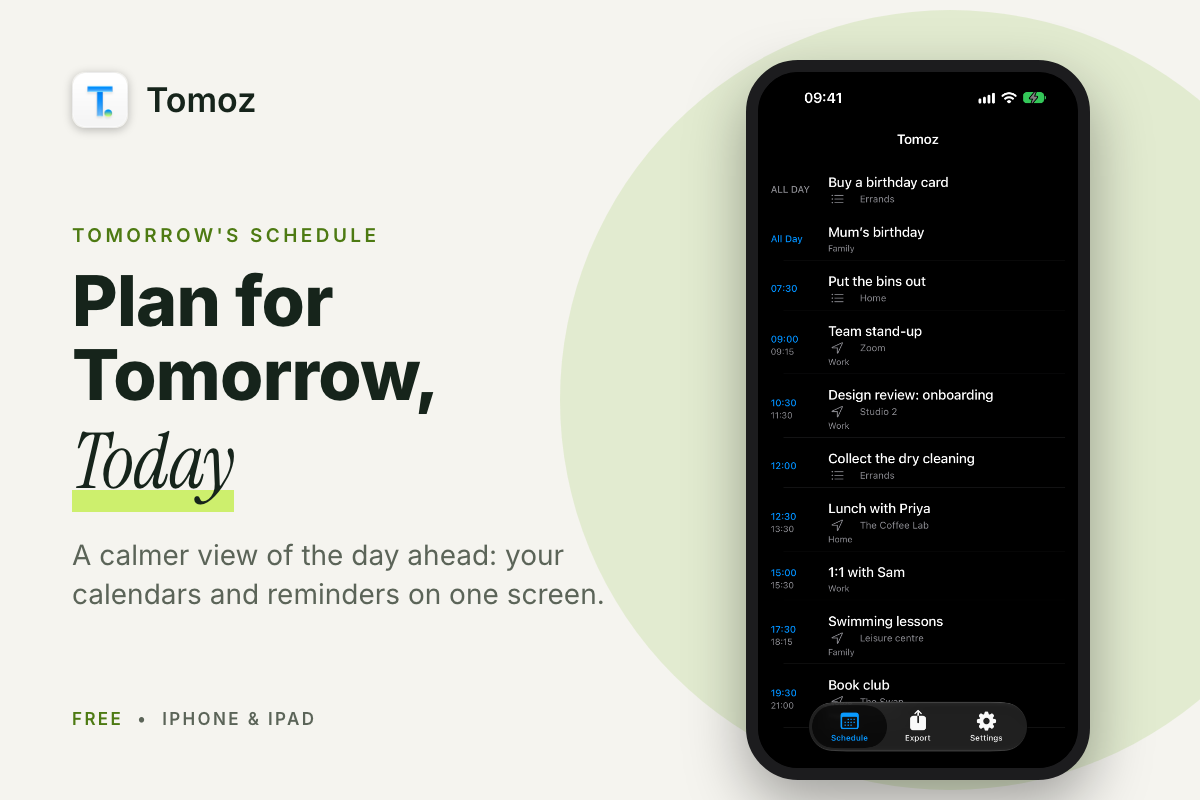 Tomoz
TOMORROW'S SCHEDULE
Plan for
Tomorrow,
Today
A calmer view of the day ahead: your
calendars and reminders on one screen.
FREE • IPHONE & IPAD
09:41
Tomoz
ALL DAY Buy a birthday card
Errands
All Day Mum's birthday
Family
07:30 Put the bins out
Home
09:00 Team stand-up
09:15 Zoom
Work
10:30 Design review: onboarding
11:30 Studio 2
Work
12:00 Collect the dry cleaning
Errands
12:30 Lunch with Priya
13:30 The Coffee Lab
Home
15:00 1:1 with Sam
15:30 Work
17:30 Swimming lessons
18:15 Leisure centre
Family
19:30 Book club
21:00 The Swan
Schedule Export Settings